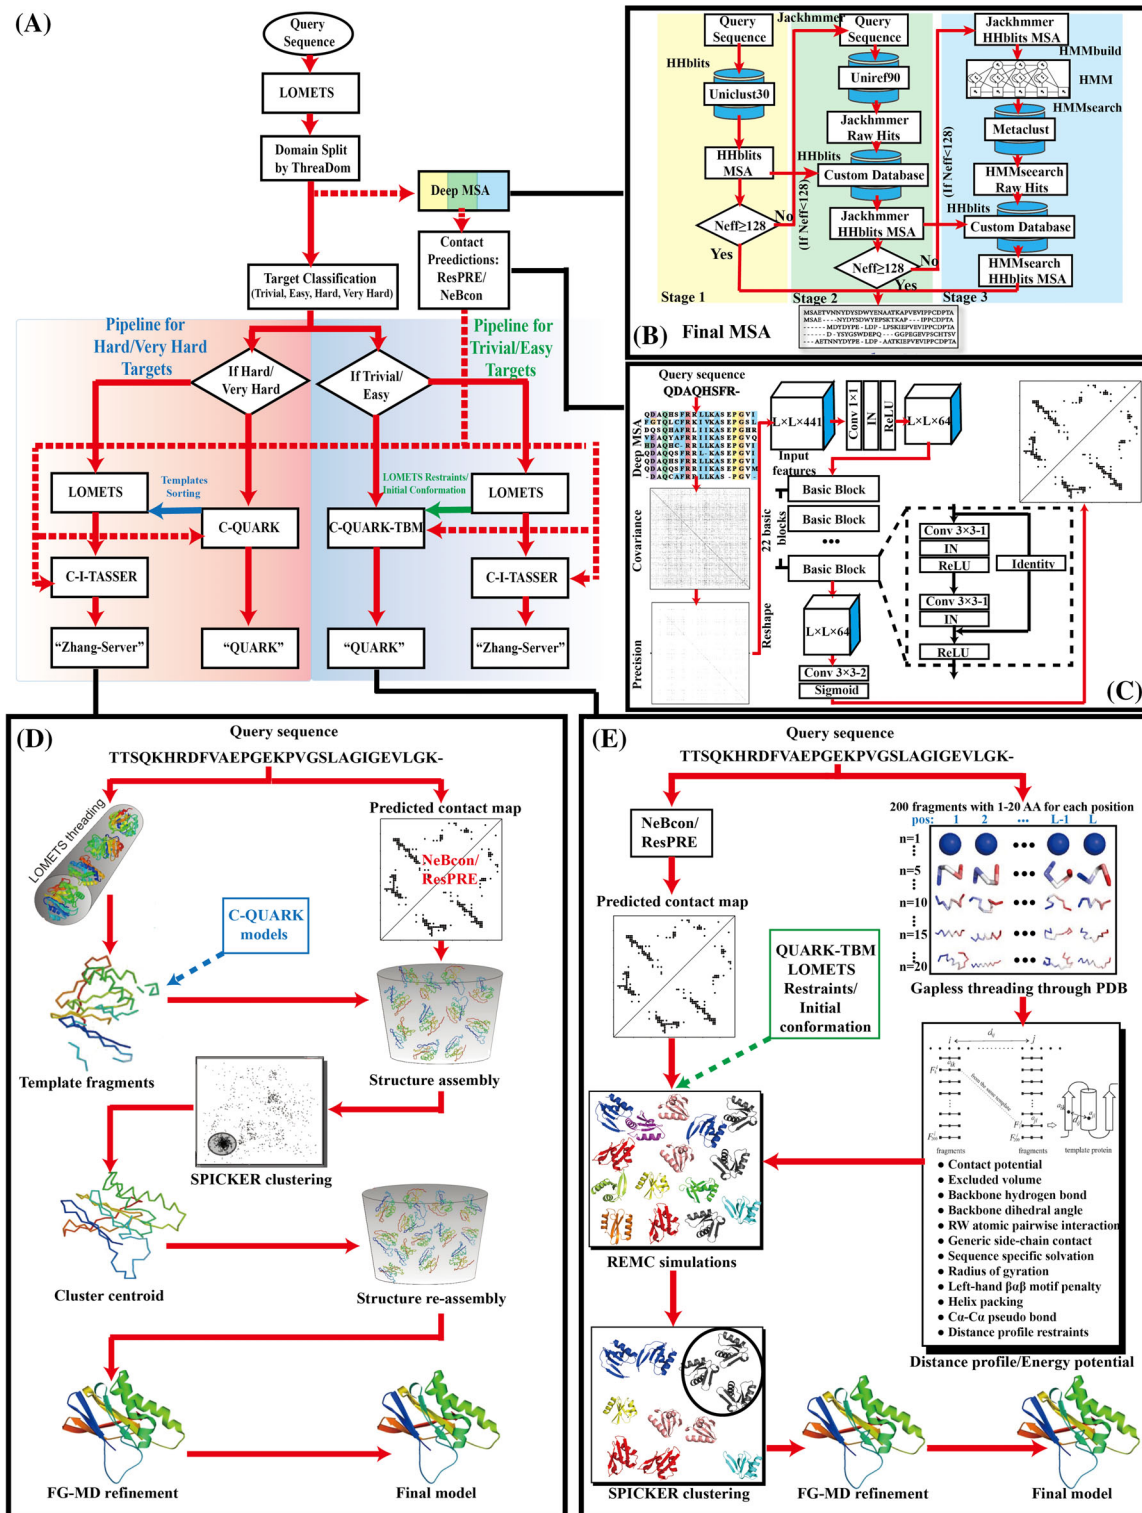 (A)
Query
Sequence
LOMETS
Domain Split
by ThreaDom
Deep MSA
Contact
Preedictions:
ResPRE/
NeBcon
Target Classification
(Trivial, Easy, Hard, Very Hard)
Pipeline for
Hard/Very Hard
Targets
Pipeline for
Trivial/Easy
Targets
If Hard/
Very Hard
If Trivial/
Easy
LOMETS
Templates
Sorting
C-QUARK
LOMETS Restraints/
Initial Conformation
C-QUARK-TBM
LOMETS
C-I-TASSER
C-I-TASSER
“Zhang-Server”
“QUARK”
“QUARK”
“Zhang-Server”
(B)
Query
Sequence
HHblits
Uniclust30
HHblits
MSA
Neff≥128
No
Yes
Stage 1
Jackhmmer
Query
Sequence
Uniref90
Jackhmmer
Raw Hits
HHblits
Custom Database
(If Neff<128)
Jackhmmer
HHblits MSA
Neff≥128
No
Yes
Stage 2
Jackhmmer
HHblits MSA
HMMbuild
HMM
HMMsearch
Metaclust
(If Neff<128)
HMMseearch
Raw Hits
HHblits
Custom Database
HMMsearch
HHblits MSA
Stage 3
Final MSA
MSAETVNNYDYSDWYENAATKAPVEVIPPCDPTA
(C)
Query sequence
QDAQHSFR-
Deep MSA
Covariance
Precision
Reshape
L×L×441
Input
features
Conv 1×1
IN
ReLU
L×L×64
22 basic
blocks
Basic Block
Basic Block
•••
Basic Block
L×L×64
Conv 3×3-2
Sigmoid
Conv 3×3-1
IN
ReLU
Identity
Conv 3×3-1
IN
ReLU
(D)
Query sequence
TTSQKHRDFVAEPGEKPVGSLAGIGEVLGK-
LOMETS threading
Predicted contact map
NeBcon/
ResPRE
C-QUARK
models
Template fragments
Structure assembly
SPICKER clustering
Cluster centroid
Structure re-assembly
FG-MD refinement
Final model
(E)
Query sequence
TTSQKHRDFVAEPGEKPVGSLAGIGEVLGK-
NeBcon/
ResPRE
Predicted contact map
200 fragments with 1-20 AA for each position
pos: 1 2 ••• L-1 L
n=1
n=5
n=10
n=15
n=20
Gapless threading through PDB
QUARK-TBM
LOMETS
Restraints/
Initial
conformation
from the same template
fragments fragments template protein
● Contact potential
● Excluded volume
● Backbone hydrogen bond
● Backbone dihedral angle
● RW atomic pairwise interaction
● Generic side-chain contact
● Sequence specific solvation
● Radius of gyration
● Left-hand βαβ motif penalty
● Helix packing
● Cα-Cα pseudo bond
● Distance profile restraints
Distance profile/Energy potential
REMC simulations
SPICKER clustering
FG-MD refinement
Final model